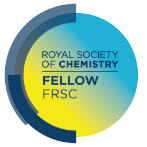 ROYAL SOCIETY
OF CHEMISTRY
FELLOW
FRSC